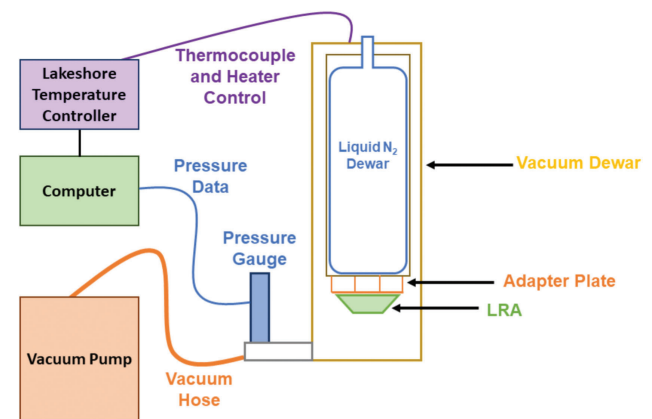 Lakeshore
Temperature
Controller
Thermocouple
and Heater
Control
Computer
Pressure
Data
Pressure
Gauge
Liquid N₂
Dewar
Vacuum Dewar
Adapter Plate
LRA
Vacuum Pump
Vacuum
Hose